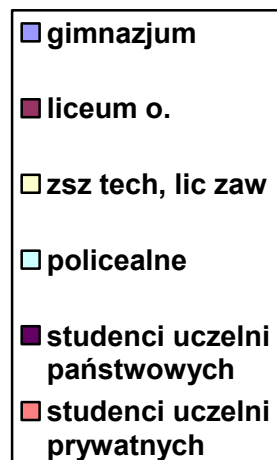 gimnazjum
liceum o.
zsz tech, lic zaw
policealne
studenci uczelni
państwowych
studenci uczelni
prywatnych